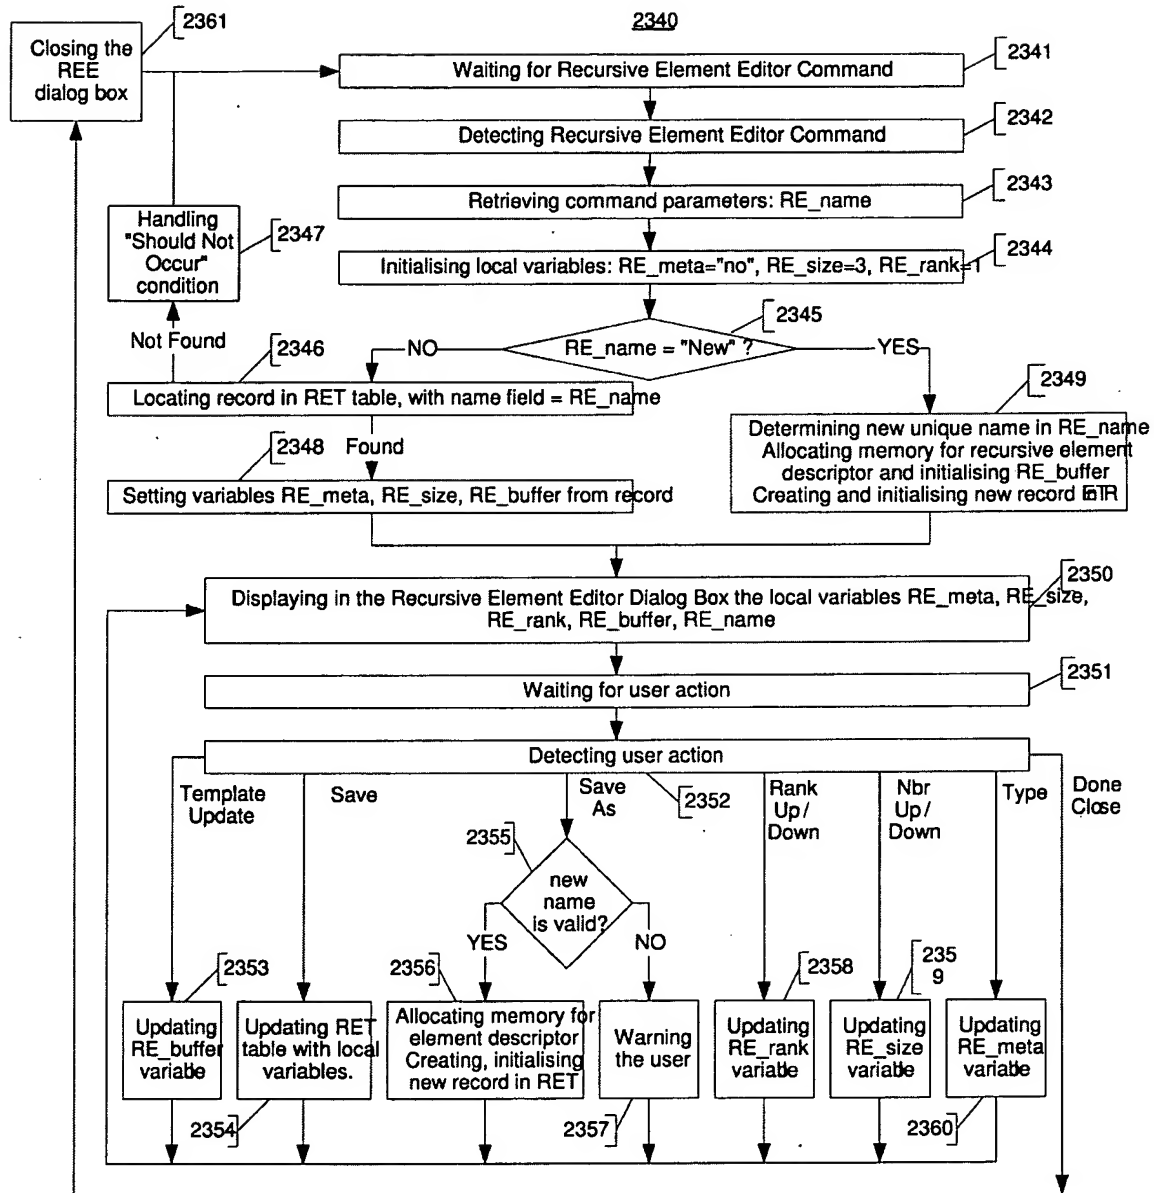 2340
2361
Closing the
REE
dialog box
2341
Waiting for Recursive Element Editor Command
2342
Detecting Recursive Element Editor Command
2343
Retrieving command parameters: RE_name
2344
Initialising local variables: RE_meta="no", RE_size=3, RE_rank=1
Handling
"Should Not
Occur"
condition
2347
2345
RE_name = "New" ?
NO
YES
Not Found
2346
Locating record in RET table, with name field = RE_name
2349
Determining new unique name in RE_name
Allocating memory for recursive element
descriptor and initialising RE_buffer
Creating and initialising new record
2348
Found
Setting variables RE_meta, RE_size, RE_buffer from record
2350
Displaying in the Recursive Element Editor Dialog Box the local variables RE_meta, RE_size,
RE_rank, RE_buffer, RE_name
2351
Waiting for user action
Detecting user action
2352
Template
Update
Save
Save
As
Rank
Up /
Down
Nbr
Up /
Down
Type
Done
Close
2355
new
name
is valid?
YES
NO
2353
Updating
RE_buffer
variable
2354
Updating RET
table with local
variables.
2356
Allocating memory for
element descriptor
Creating, initialising
new record in RET
2357
Warning
the user
2358
Updating
RE_rank
variable
235
9
Updating
RE_size
variable
2360
Updating
RE_meta
variable